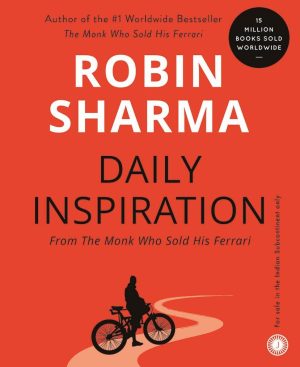 Author of the #1 Worldwide Bestseller
The Monk Who Sold His Ferrari
15
MILLION
BOOKS SOLD
WORLDWIDE
ROBIN
SHARMA
DAILY
INSPIRATION
From The Monk Who Sold His Ferrari
For sale in the Indian Subcontinent only
J